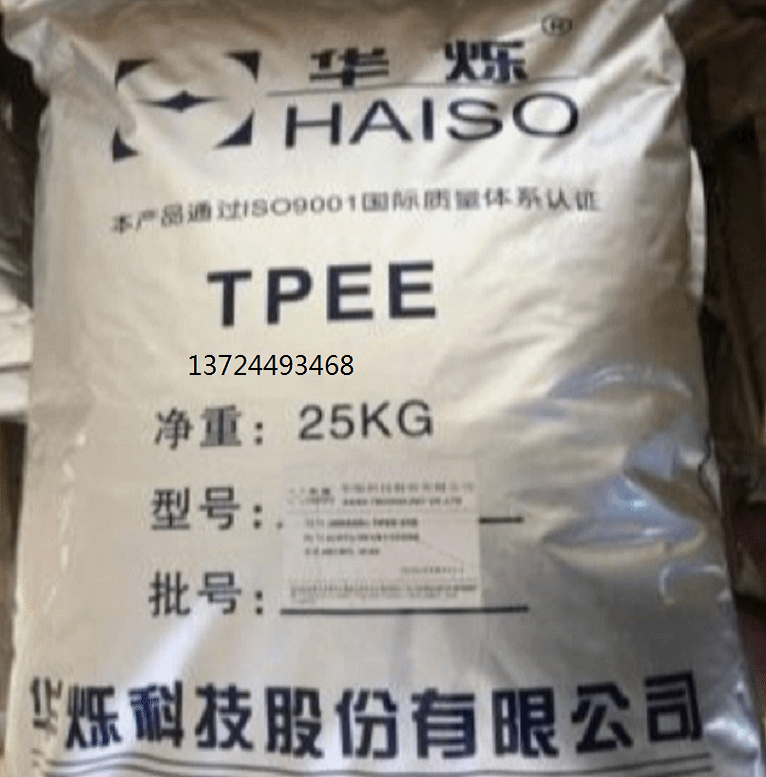 华烁®
HAISO
本产品通过ISO9001国际质量体系认证
TPEE
13724493468
净重：25KG
型号：
批号：
华烁科技股份有限公司